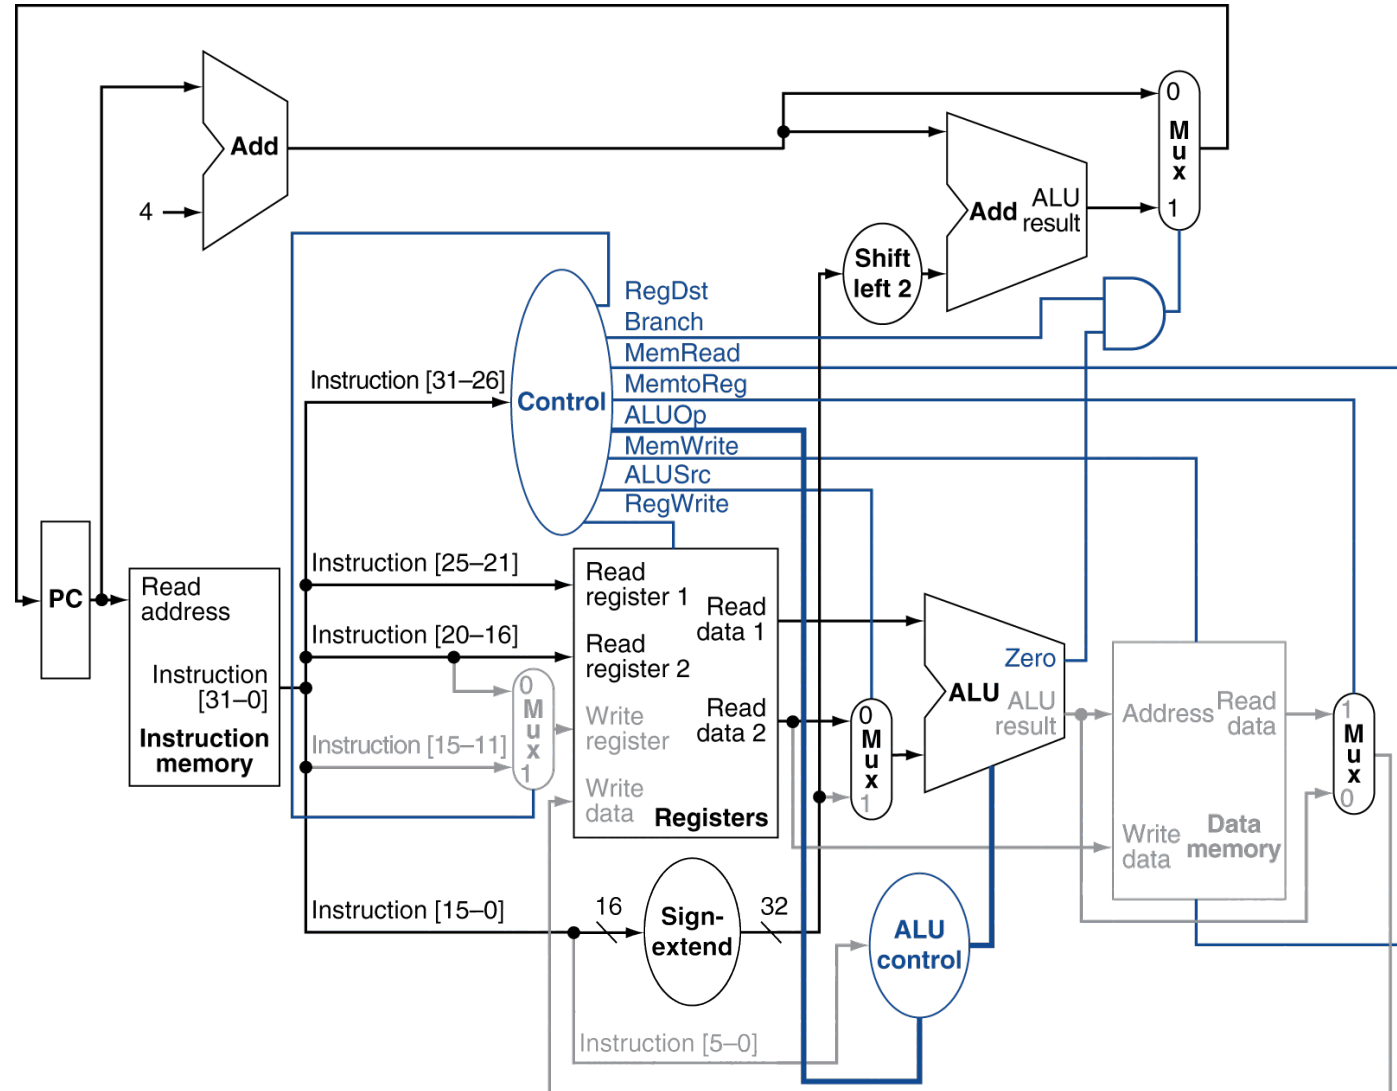 0
M
u
x
1
Add
4
Add
ALU
result
Shift
left 2
RegDst
Branch
MemRead
MemtoReg
ALUOp
MemWrite
ALUSrc
RegWrite
Control
Instruction [31–26]
PC
Read
address
Instruction
[31–0]
Instruction
memory
Instruction [25–21]
Instruction [20–16]
Instruction [15–11]
0
M
u
x
1
Read
register 1
Read
register 2
Write
register
Write
data
Read
data 1
Read
data 2
Registers
0
M
u
x
1
Zero
ALU
ALU
result
Address
Read
data
Write
data
Data
memory
1
M
u
x
0
Instruction [15–0]
16
Sign-
extend
32
ALU
control
Instruction [5–0]